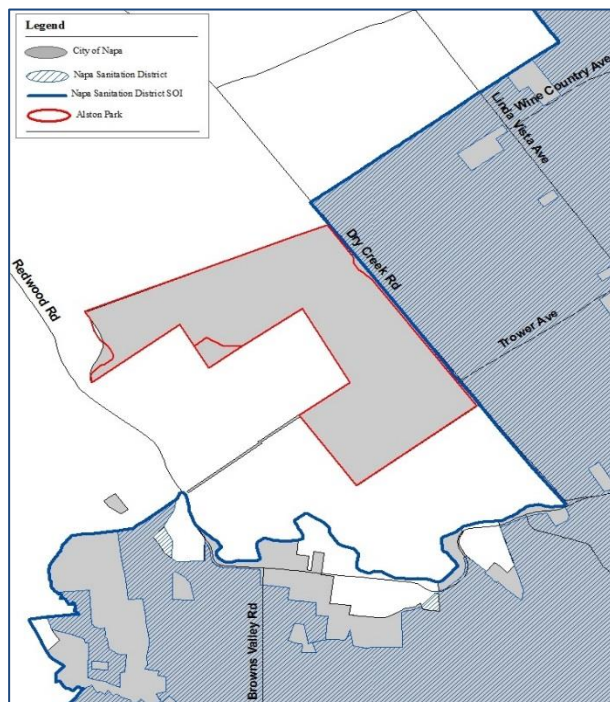 Legend
City of Napa
Napa Sanitation District
Napa Sanitation District SOI
Alston Park
Wine Country Ave
Linda Vista Ave
Dry Creek Rd
Redwood Rd
Trower Ave
Browns Valley Rd